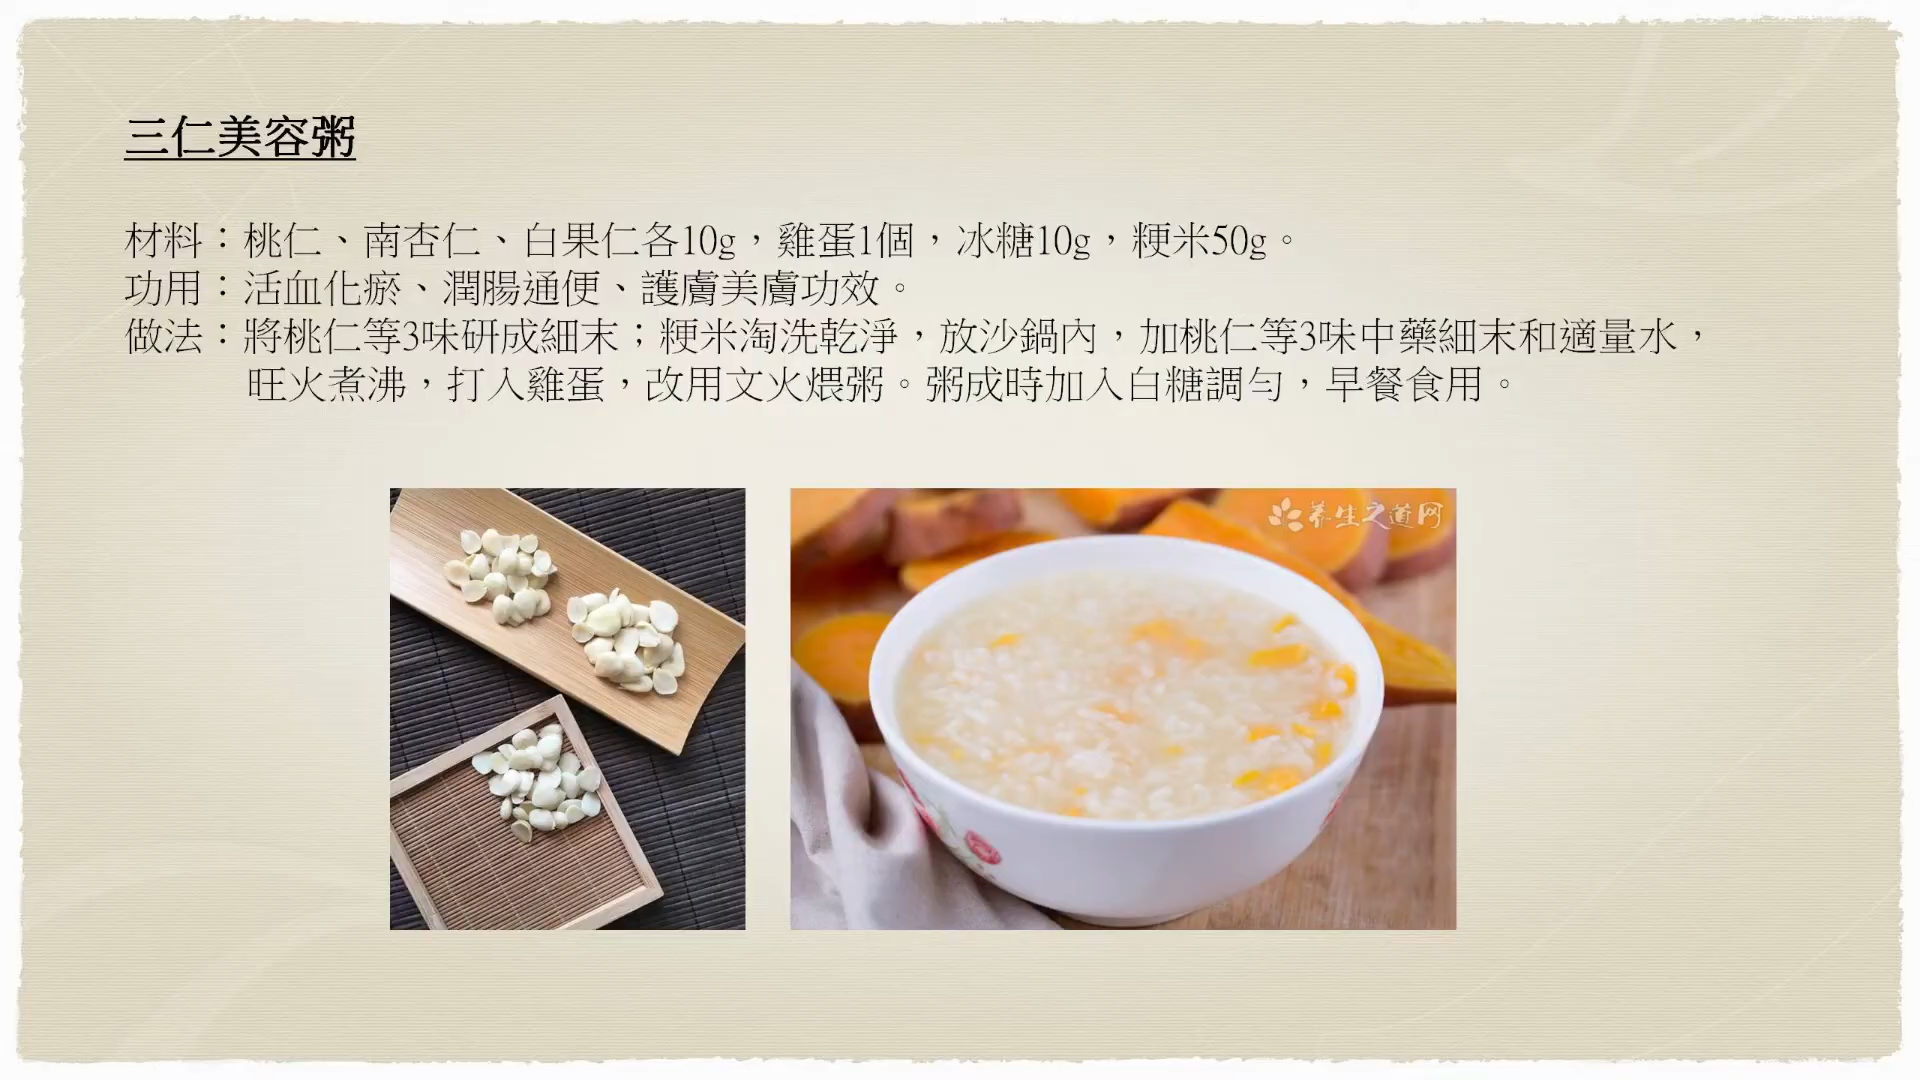 三仁美容粥
材料：桃仁、南杏仁、白果仁各10g，雞蛋1個，冰糖10g，粳米50g。
功用：活血化瘀、潤腸通便、護膚美膚功效。
做法：將桃仁等3味研成細末；粳米淘洗乾淨，放沙鍋內，加桃仁等3味中藥細末和適量水，
旺火煮沸，打入雞蛋，改用文火煨粥。粥成時加入白糖調勻，早餐食用。
养生之道网